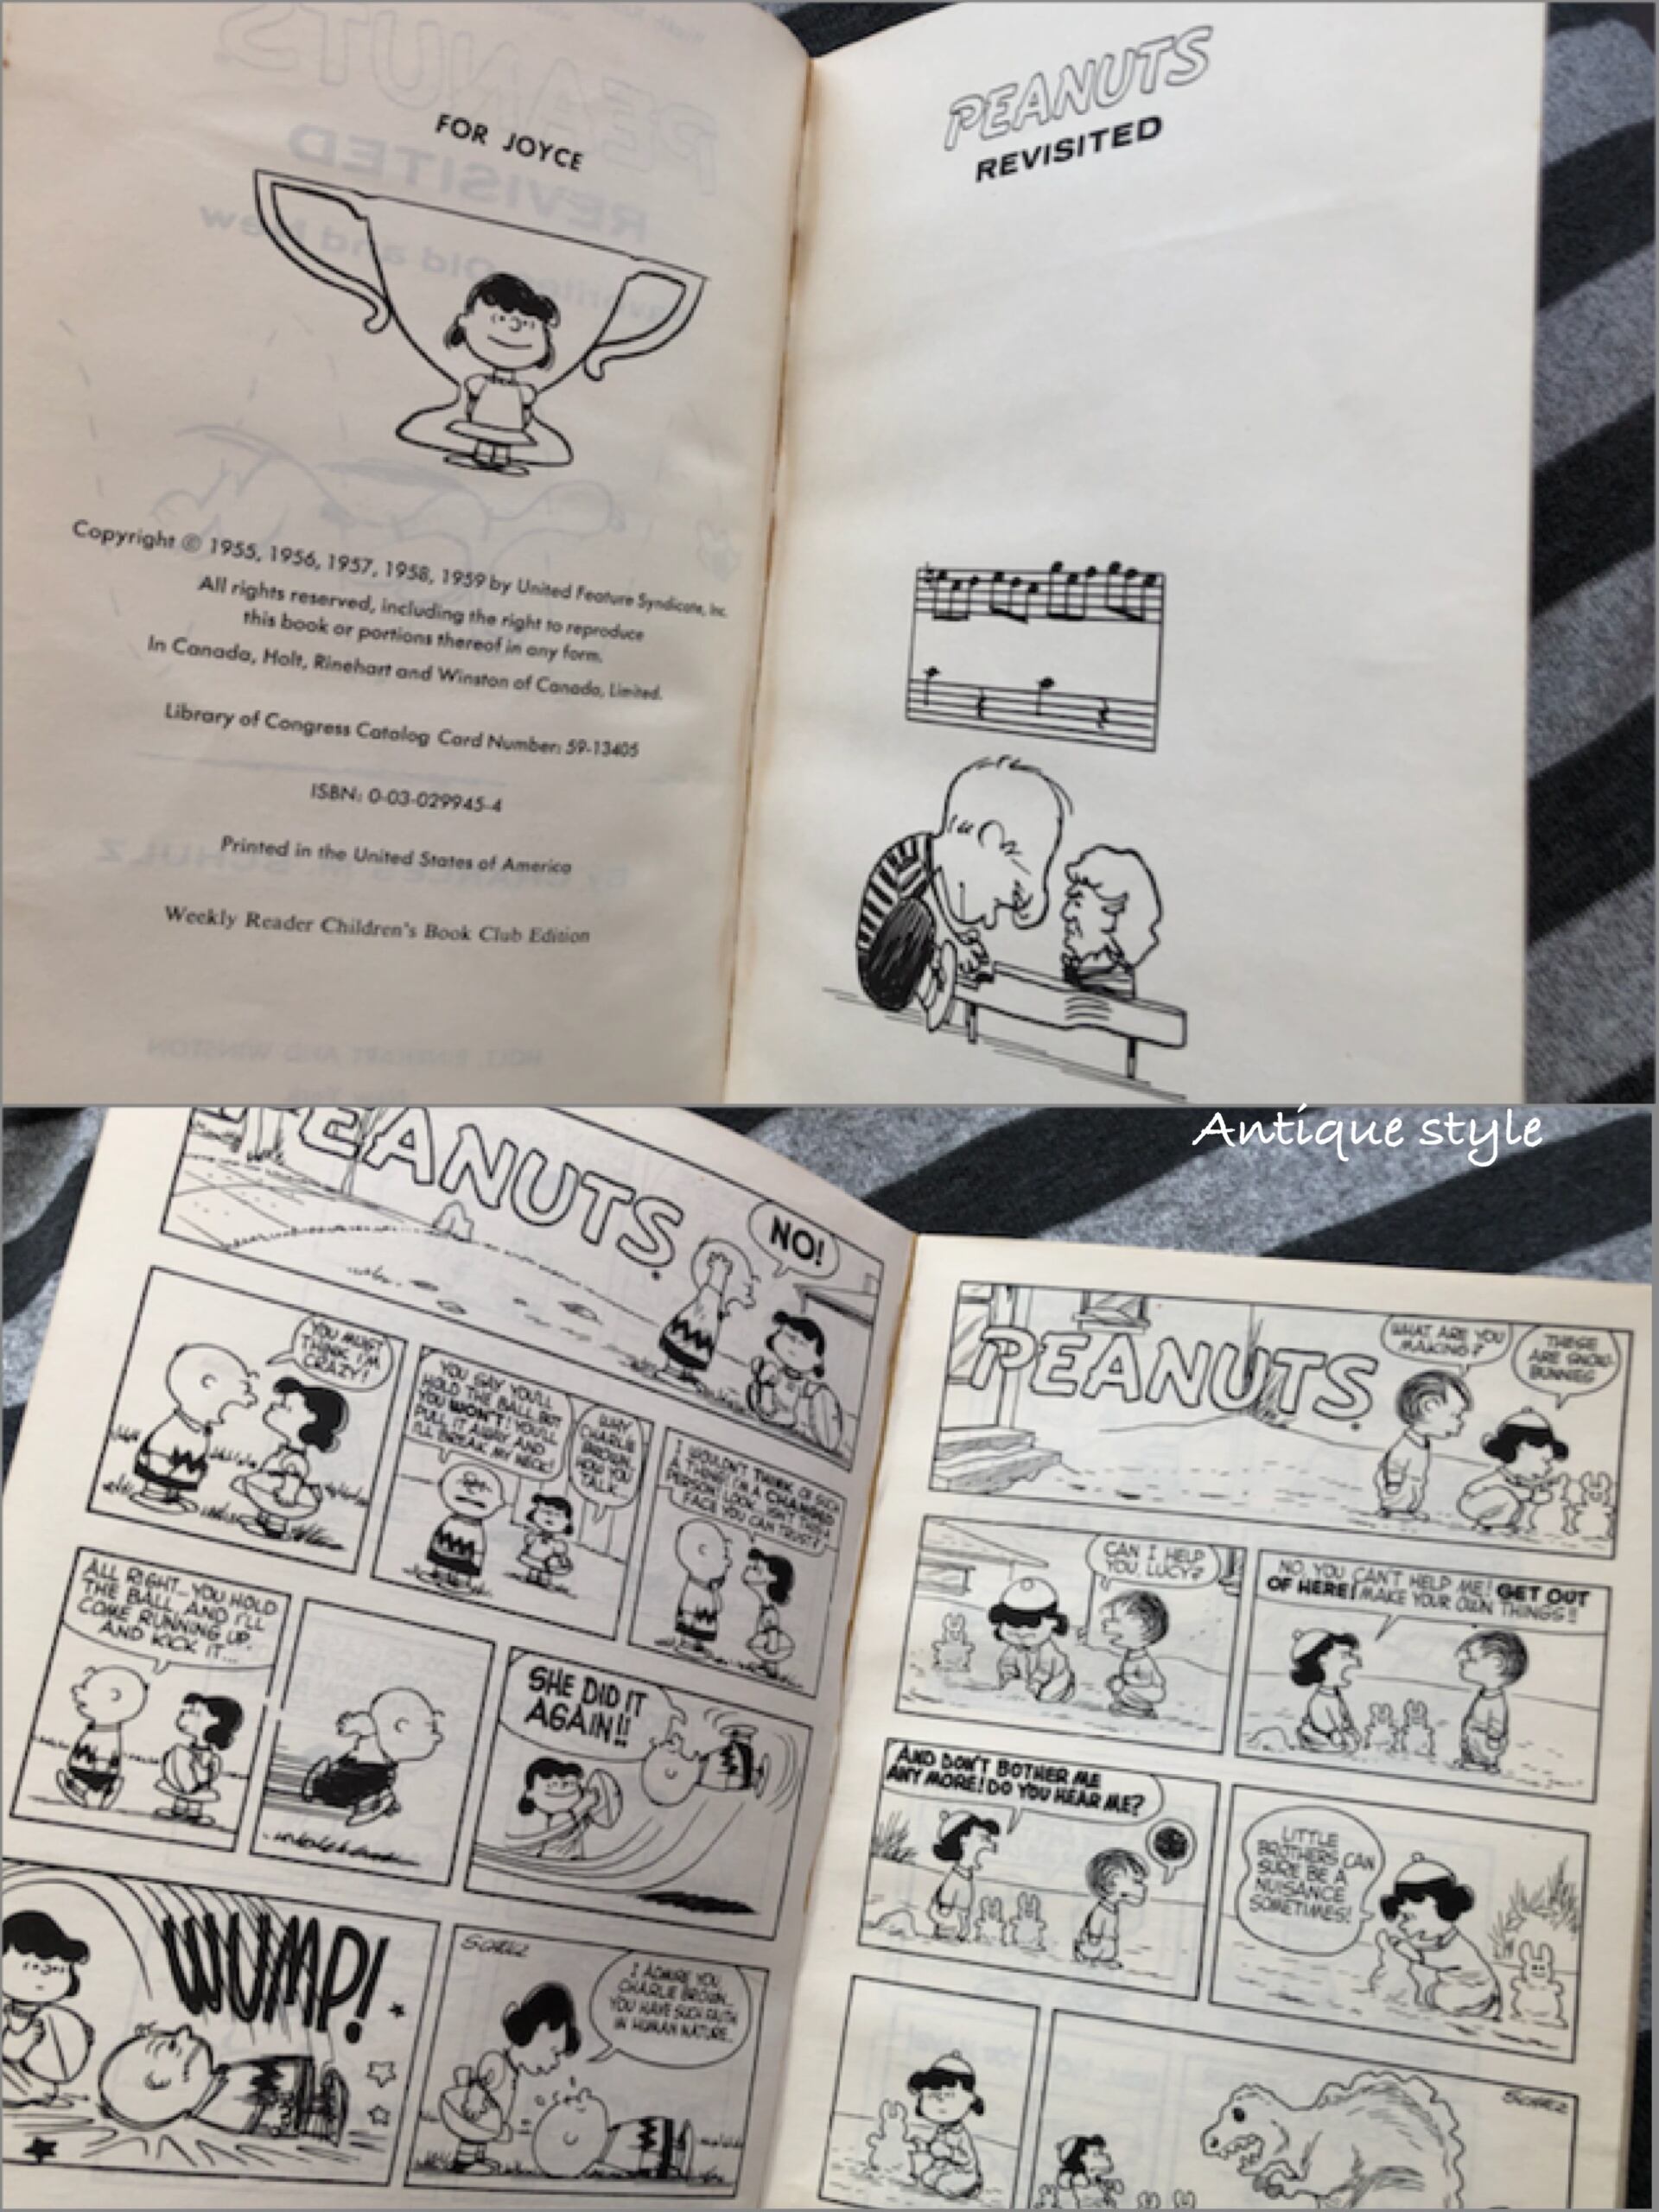 FOR JOYCE
Copyright © 1955, 1956, 1957, 1958, 1959 by United Feature Syndicate, Inc.
All rights reserved, including the right to reproduce
this book or portions thereof in any form.
In Canada, Holt, Rinehart and Winston of Canada, Limited.
Library of Congress Catalog Card Number: 59-13405
ISBN: 0-03-029945-4
Printed in the United States of America
Weekly Reader Children's Book Club Edition
PEANUTS
REVISITED
Antique style
PEANUTS.
NO!
YOU MUST
THINK I'M
CRAZY!
YOU SAY YOU'LL
HOLD THE BALL, BUT
YOU WON'T! YOU'LL
PULL IT AWAY AND
I'LL BREAK MY NECK!
WHY
CHARLIE
BROWN..
HOW YOU
TALK...
I WOULDN'T THINK OF SUCH
A THING! I'M A CHANGED
PERSON! LOOK.. ISN'T THIS A
FACE YOU CAN TRUST?
ALL RIGHT... YOU HOLD
THE BALL, AND I'LL
COME RUNNING UP
AND KICK IT...
SHE DID IT
AGAIN!!
WUMP!
SCHULZ
I ADMIRE YOU,
CHARLIE BROWN...
YOU HAVE SUCH FAITH
IN HUMAN NATURE..
PEANUTS.
WHAT ARE YOU
MAKING?
THESE
ARE SNOW-
BUNNIES
CAN I HELP
YOU, LUCY?
NO, YOU CAN'T HELP ME! GET OUT
OF HERE! MAKE YOUR OWN THINGS!!
AND DON'T BOTHER ME
ANY MORE! DO YOU HEAR ME?
LITTLE
BROTHERS CAN
SURE BE A
NUISANCE
SOMETIMES!
SCHULZ